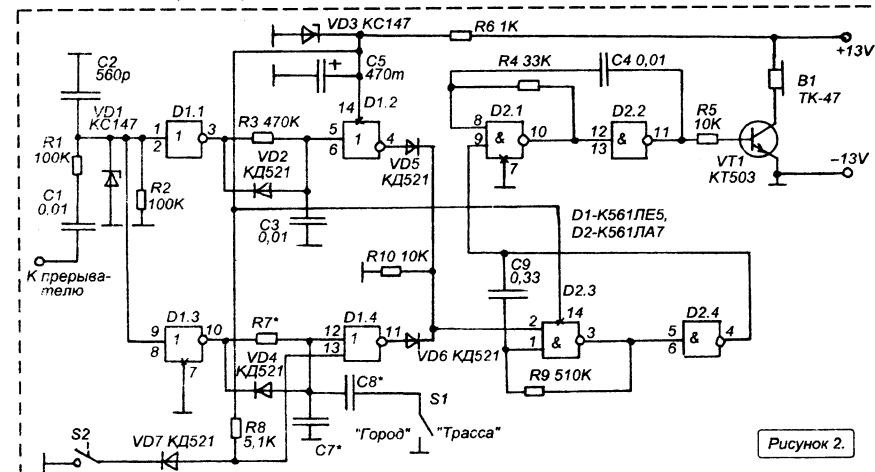 VD3 КС147
R6 1K
+13V
C2
560р
C5
470m
+
R4 33K
C4 0,01
B1
ТК-47
VD1
КС147
D1.1
R3 470K
14
D1.2
D2.1
D2.2
R5
10K
R1
100K
1
2
1
3
5
6
1
4
8
9
&
10
12
13
&
11
VD5
КД521
VD2
КД521
7
VT1
КТ503
–13V
R2
100K
C1
0,01
C3
0,01
D1-К561ЛЕ5,
D2-К561ЛА7
К прерыва-
телю
R10 10K
C9
0,33
D2.3
14
D1.3
D1.4
D2.4
9
8
1
10
R7*
12
13
1
11
2
1
&
3
5
6
&
4
7
VD4
КД521
VD6 КД521
C8*
S1
R9 510K
S2
VD7 КД521
R8
5,1K
C7*
"Город"
"Трасса"
Рисунок 2.